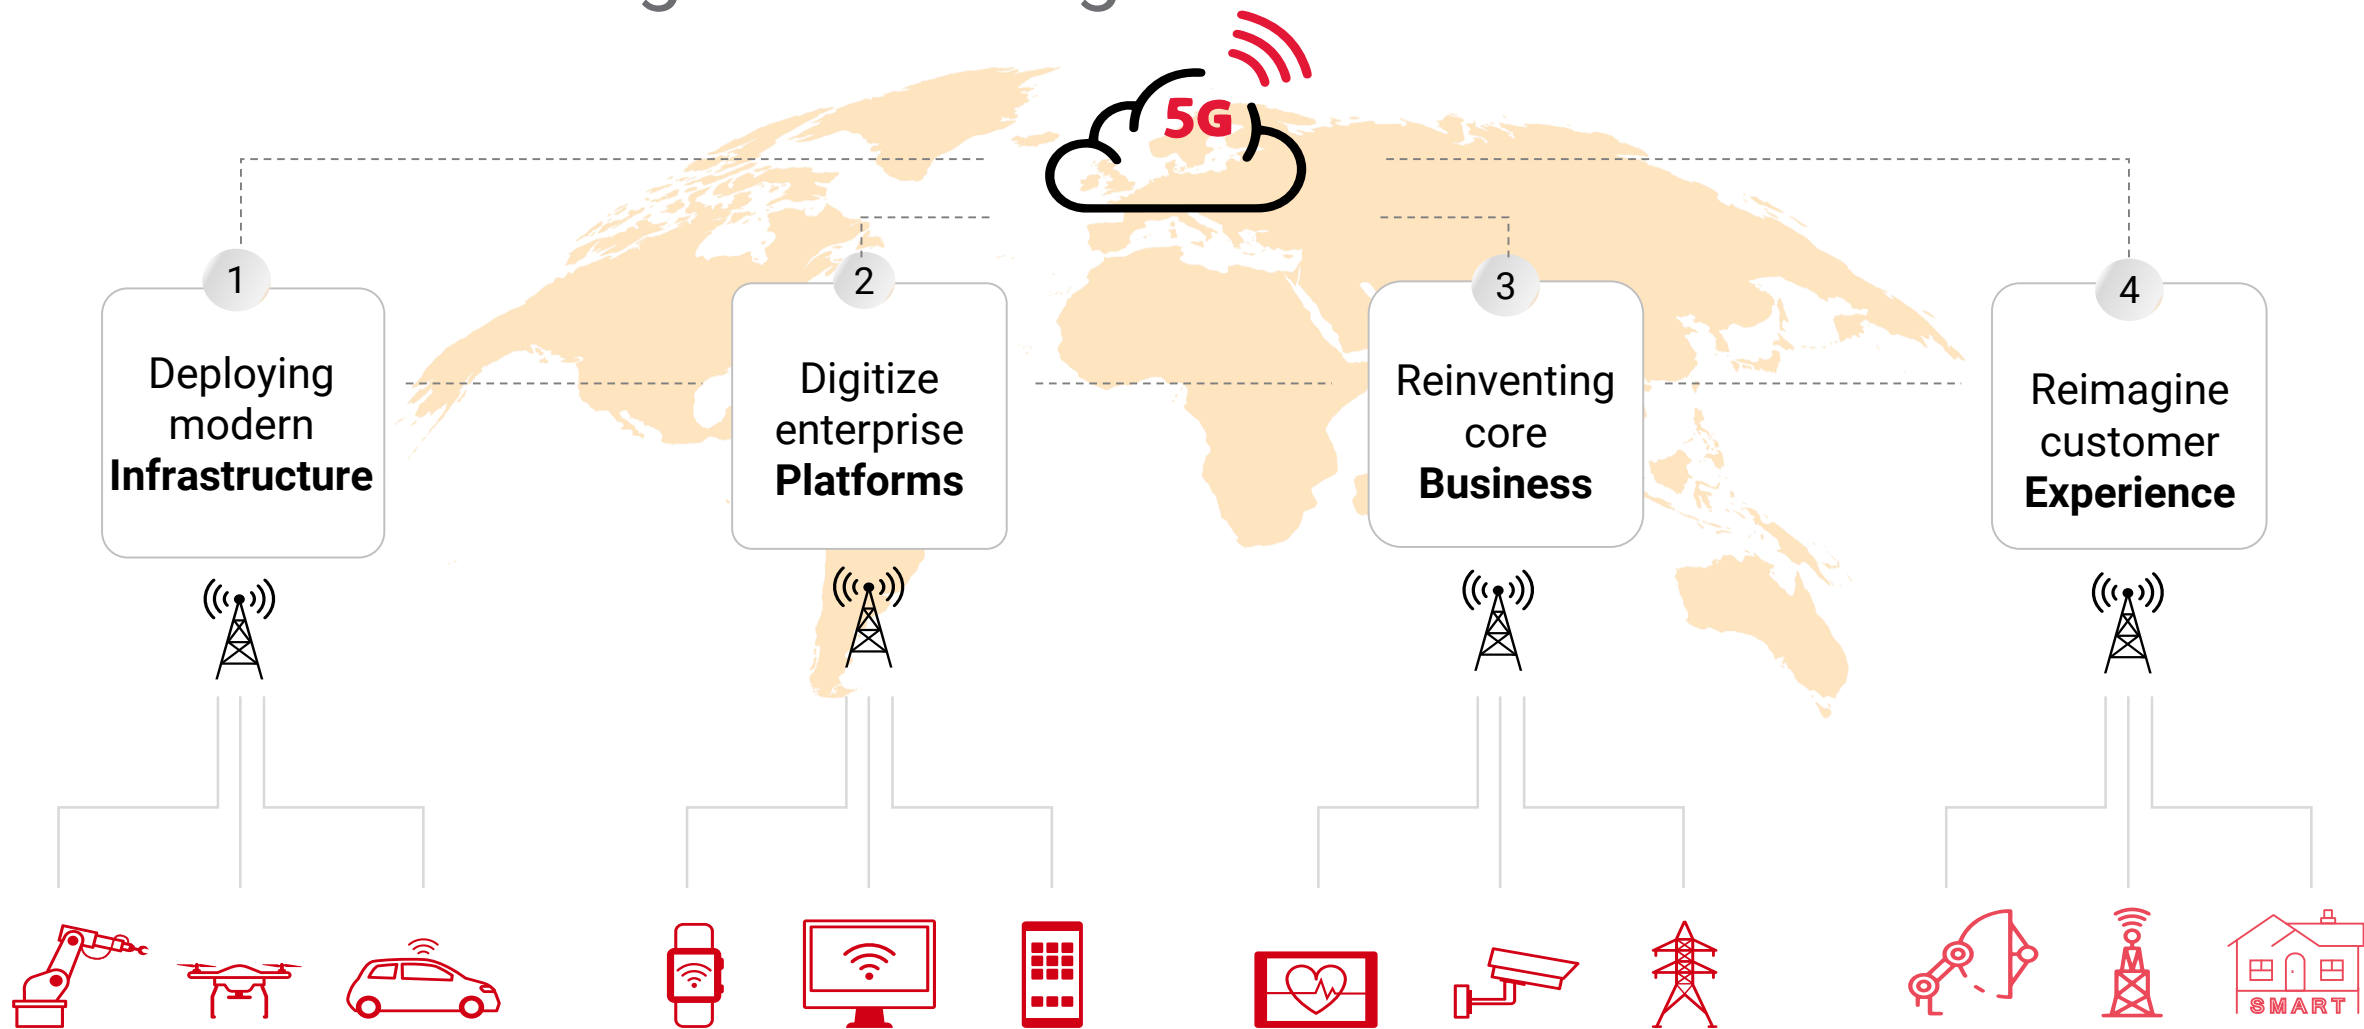 5G
1
Deploying
modern
Infrastructure
2
Digitize
enterprise
Platforms
3
Reinventing
core
Business
4
Reimagine
customer
Experience
SMART